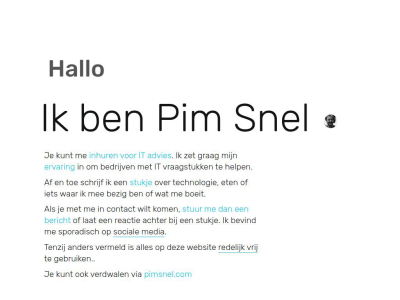 Hallo
Ik ben Pim Snel
Je kunt me inhuren voor IT advies. Ik zet graag mijn
ervaring in om bedrijven met IT vraagstukken te helpen.
Af en toe schrijf ik een stukje over technologie, eten of
iets waar ik mee bezig ben of wat me boeit.
Als je met me in contact wilt komen, stuur me dan een
bericht of laat een reactie achter bij een stukje. Ik bevind
me sporadisch op sociale media.
Tenzij anders vermeld is alles op deze website redelijk vrij
te gebruiken..
Je kunt ook verdwalen via pimsnel.com